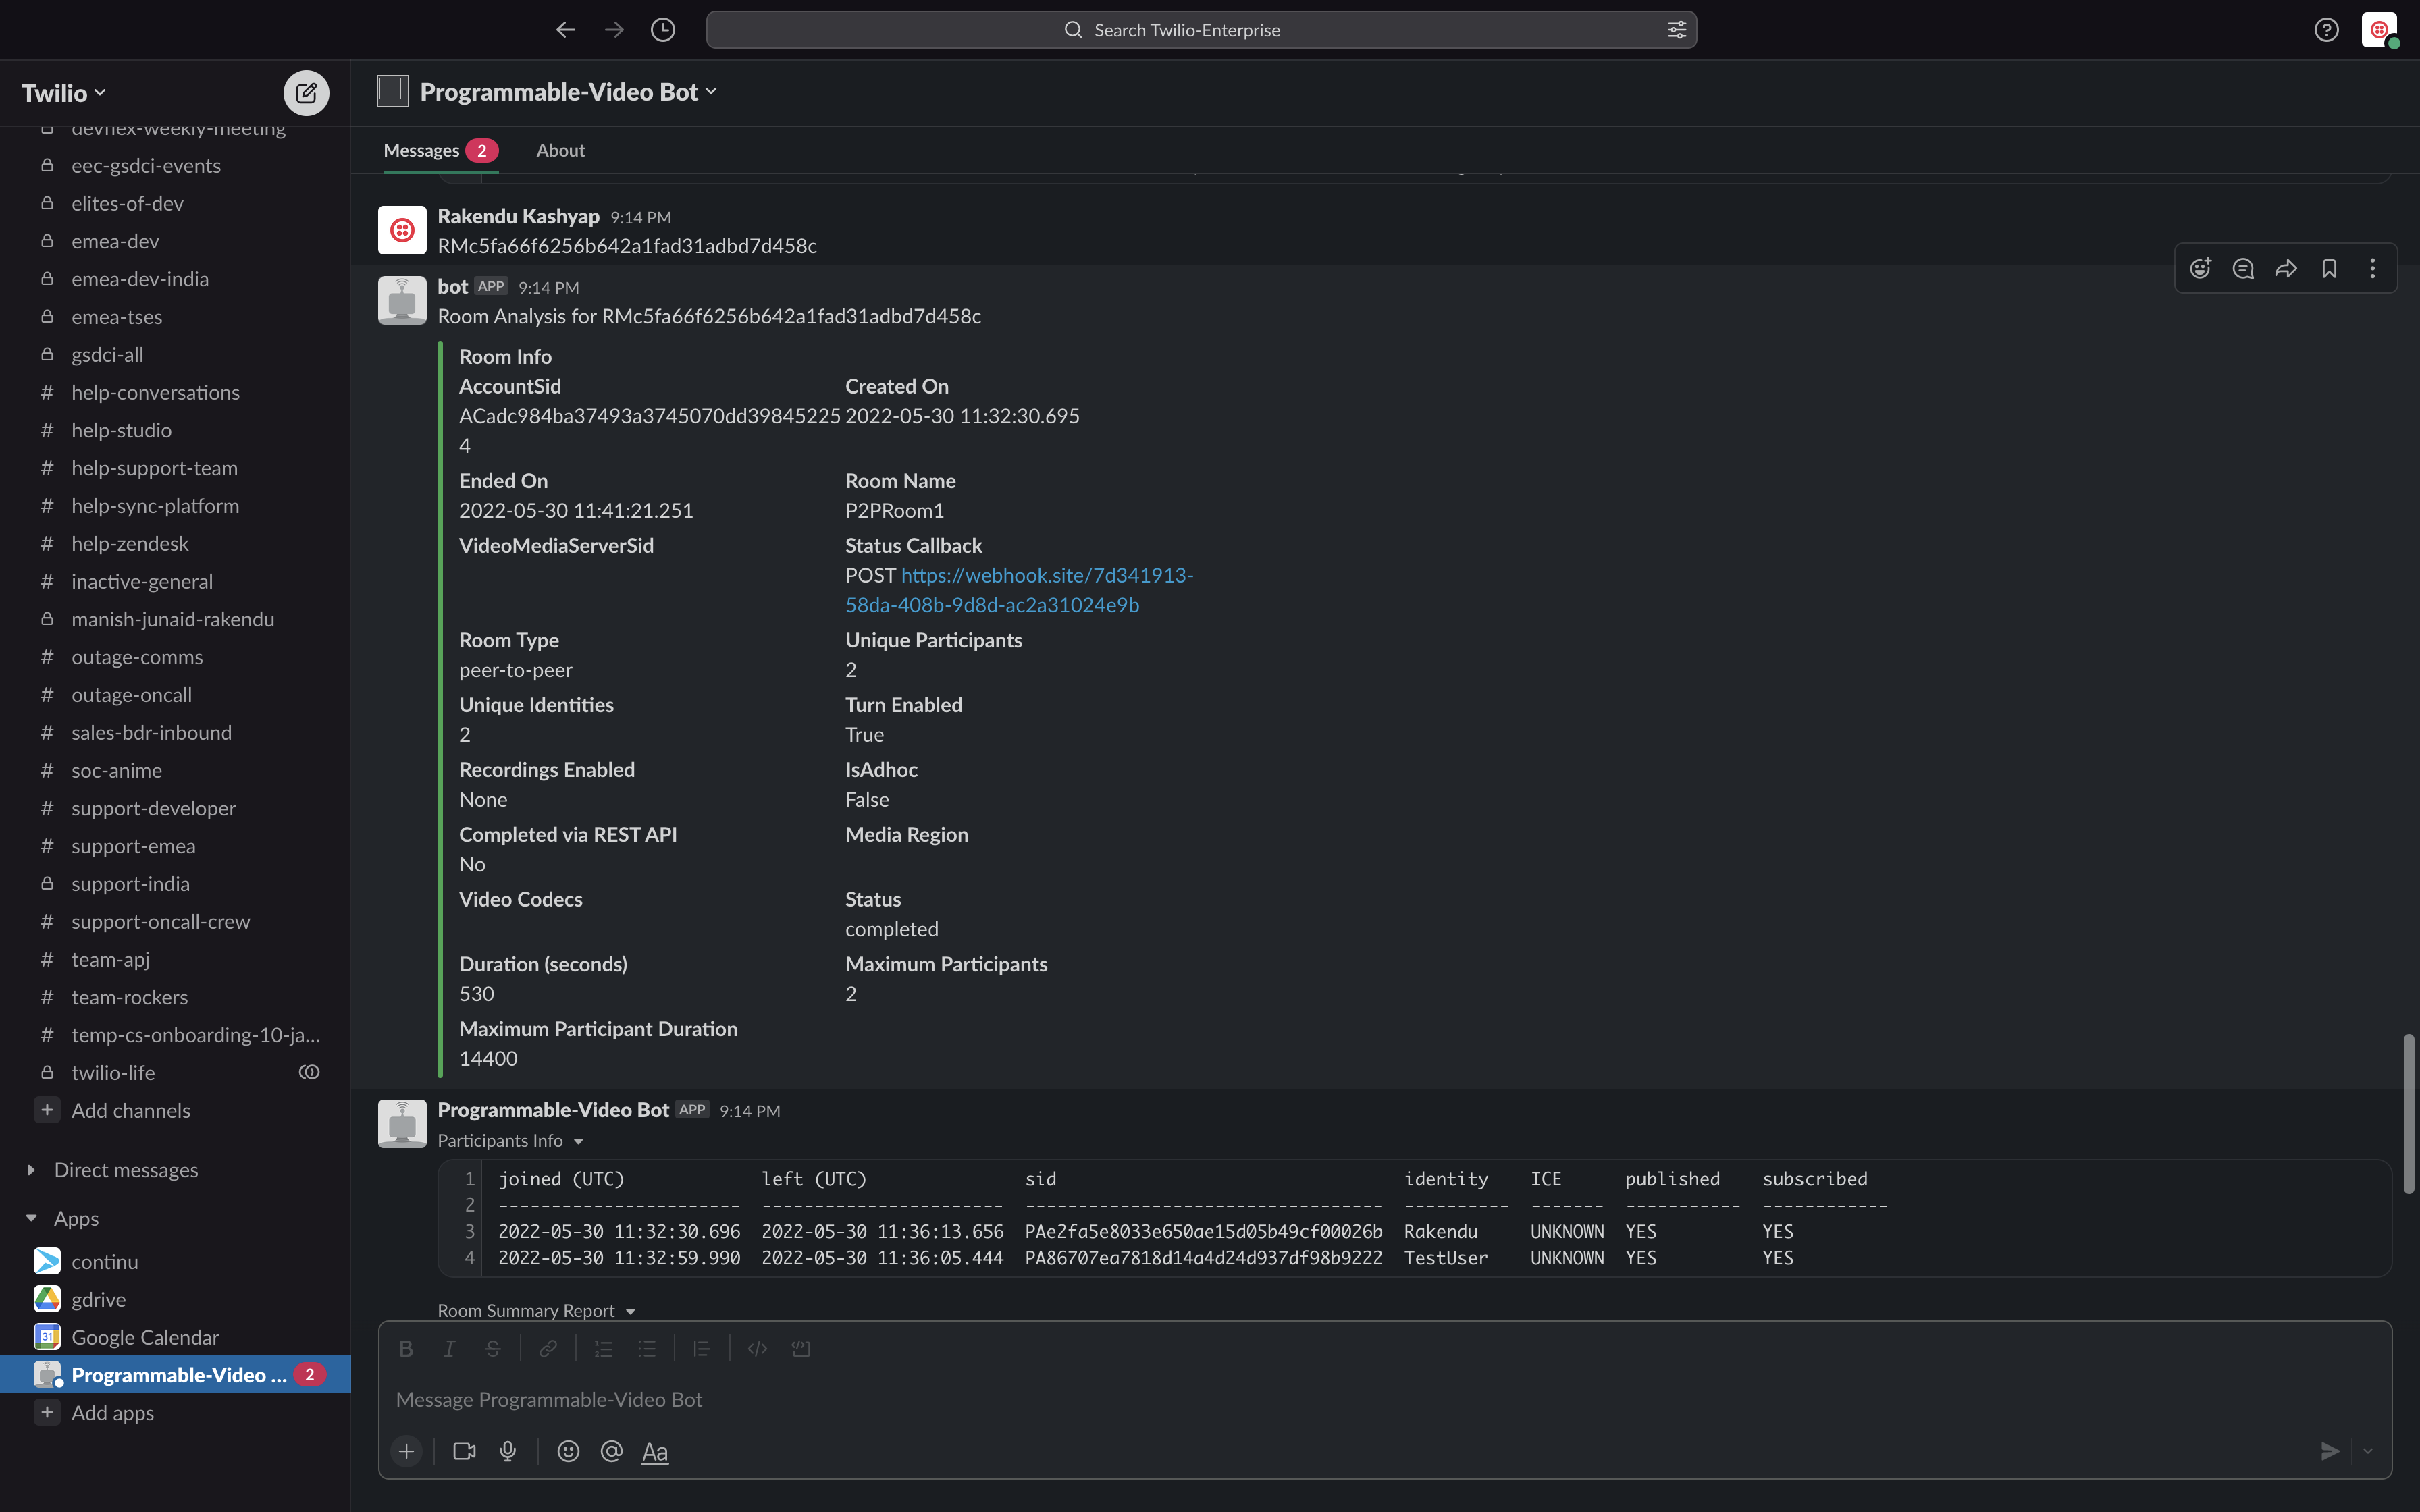 Search Twilio-Enterprise
Twilio
devflex-weekly-meeting
eec-gsdci-events
elites-of-dev
emea-dev
emea-dev-india
emea-tses
gsdci-all
help-conversations
help-studio
help-support-team
help-sync-platform
help-zendesk
inactive-general
manish-junaid-rakendu
outage-comms
outage-oncall
sales-bdr-inbound
soc-anime
support-developer
support-emea
support-india
support-oncall-crew
team-apj
team-rockers
temp-cs-onboarding-10-ja...
twilio-life
Add channels
Direct messages
Apps
continu
gdrive
31 Google Calendar
Programmable-Video ... 2
Add apps
Programmable-Video Bot
Messages 2 About
Rakendu Kashyap 9:14 PM
RMc5fa66f6256b642a1fad31adbd7d458c
bot APP 9:14 PM
Room Analysis for RMc5fa66f6256b642a1fad31adbd7d458c
Room Info
AccountSid Created On
ACadc984ba37493a3745070dd39845225 2022-05-30 11:32:30.695
4
Ended On Room Name
2022-05-30 11:41:21.251 P2PRoom1
VideoMediaServerSid Status Callback
POST https://webhook.site/7d341913-
58da-408b-9d8d-ac2a31024e9b
Room Type Unique Participants
peer-to-peer 2
Unique Identities Turn Enabled
2 True
Recordings Enabled IsAdhoc
None False
Completed via REST API Media Region
No
Video Codecs Status
completed
Duration (seconds) Maximum Participants
530 2
Maximum Participant Duration
14400
Programmable-Video Bot APP 9:14 PM
Participants Info
1 joined (UTC) left (UTC) sid identity ICE published subscribed
2 ----------------------- ----------------------- ---------------------------------- ---------- ------- ----------- ------------
3 2022-05-30 11:32:30.696 2022-05-30 11:36:13.656 PAe2fa5e8033e650ae15d05b49cf00026b Rakendu UNKNOWN YES YES
4 2022-05-30 11:32:59.990 2022-05-30 11:36:05.444 PA86707ea7818d14a4d24d937df98b9222 TestUser UNKNOWN YES YES
Room Summary Report
Message Programmable-Video Bot
Aa